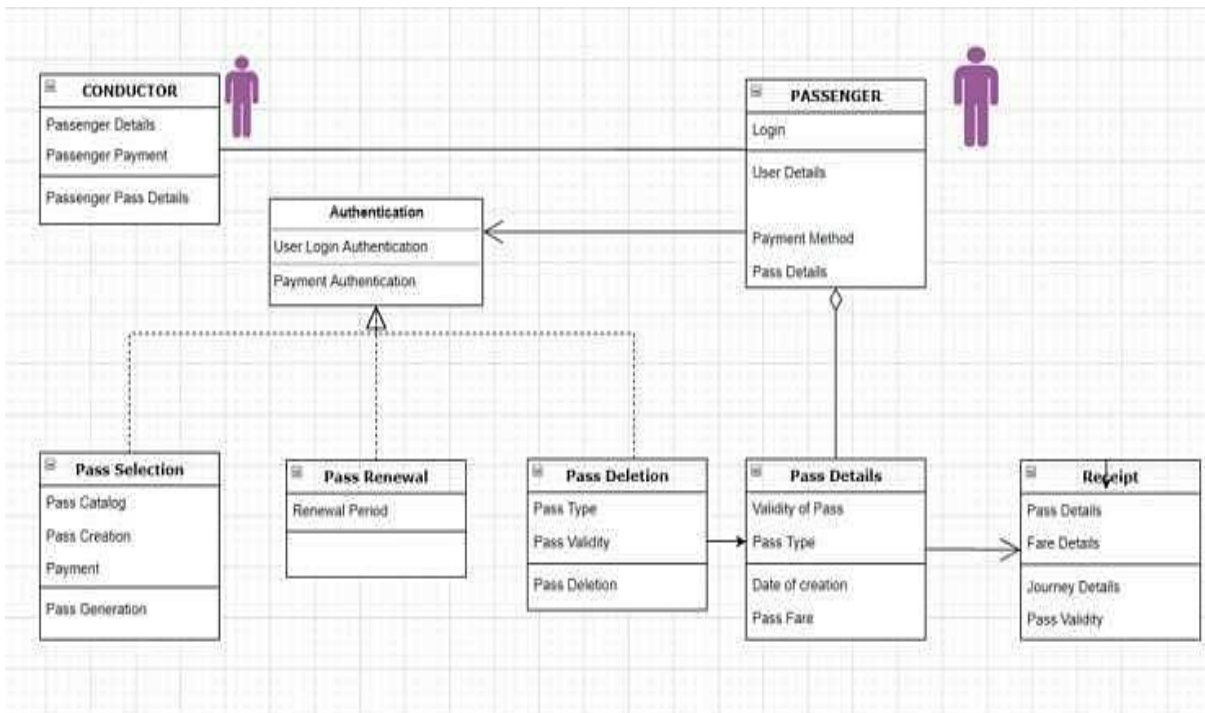 CONDUCTOR
Passenger Details
Passenger Payment
Passenger Pass Details
PASSENGER
Login
User Details
Payment Method
Pass Details
Authentication
User Login Authentication
Payment Authentication
Pass Selection
Pass Catalog
Pass Creation
Payment
Pass Generation
Pass Renewal
Renewal Period
Pass Deletion
Pass Type
Pass Validity
Pass Deletion
Pass Details
Validity of Pass
Pass Type
Date of creation
Pass Fare
Receipt
Pass Details
Fare Details
Journey Details
Pass Validity